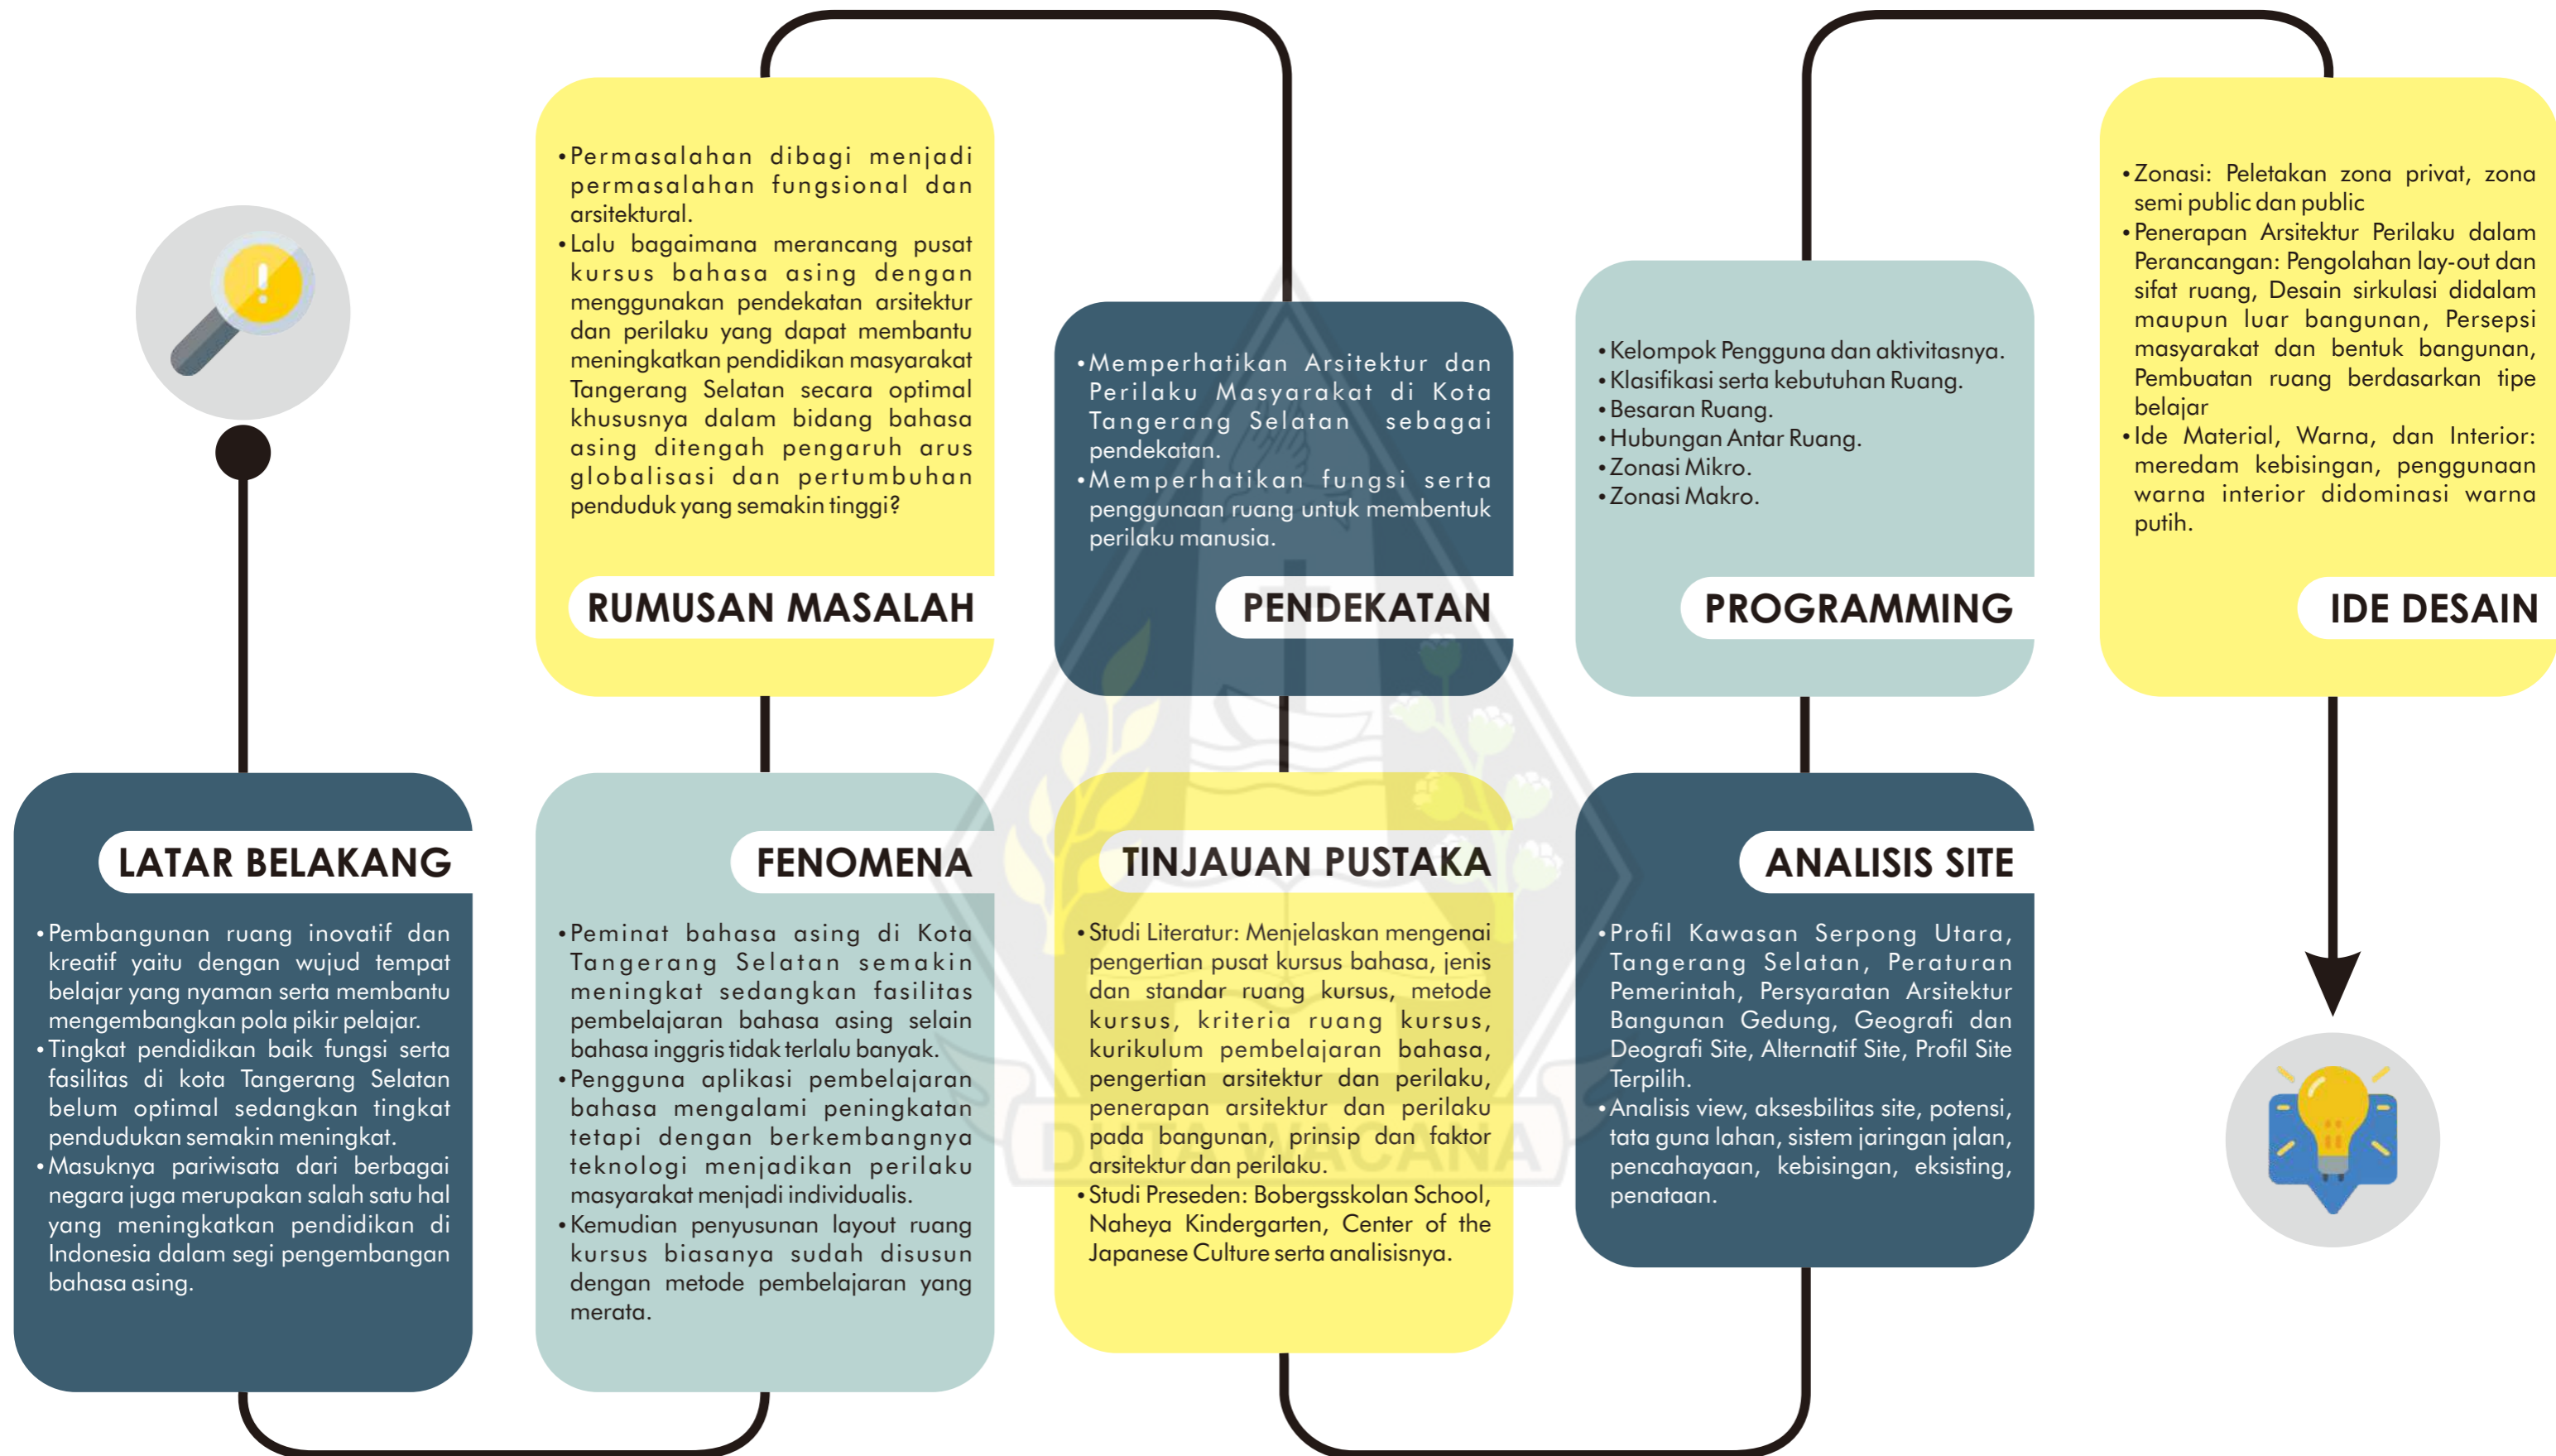 LATAR BELAKANG
•Pembangunan ruang inovatif dan
kreatif yaitu dengan wujud tempat
belajar yang nyaman serta membantu
mengembangkan pola pikir pelajar.
•Tingkat pendidikan baik fungsi serta
fasilitas di kota Tangerang Selatan
belum optimal sedangkan tingkat
pendudukan semakin meningkat.
•Masuknya pariwisata dari berbagai
negara juga merupakan salah satu hal
yang meningkatkan pendidikan di
Indonesia dalam segi pengembangan
bahasa asing.
FENOMENA
•Peminat bahasa asing di Kota
Tangerang Selatan semakin
meningkat sedangkan fasilitas
pembelajaran bahasa asing selain
bahasa inggris tidak terlalu banyak.
•Pengguna aplikasi pembelajaran
bahasa mengalami peningkatan
tetapi dengan berkembangnya
teknologi menjadikan perilaku
masyarakat menjadi individualis.
•Kemudian penyusunan layout ruang
kursus biasanya sudah disusun
dengan metode pembelajaran yang
merata.
•Permasalahan dibagi menjadi
permasalahan fungsional dan
arsitektural.
•Lalu bagaimana merancang pusat
kursus bahasa asing dengan
menggunakan pendekatan arsitektur
dan perilaku yang dapat membantu
meningkatkan pendidikan masyarakat
Tangerang Selatan secara optimal
khususnya dalam bidang bahasa
asing ditengah pengaruh arus
globalisasi dan pertumbuhan
penduduk yang semakin tinggi?
RUMUSAN MASALAH
•Memperhatikan Arsitektur dan
Perilaku Masyarakat di Kota
Tangerang Selatan sebagai
pendekatan.
•Memperhatikan fungsi serta
penggunaan ruang untuk membentuk
perilaku manusia.
PENDEKATAN
TINJAUAN PUSTAKA
•Studi Literatur: Menjelaskan mengenai
pengertian pusat kursus bahasa, jenis
dan standar ruang kursus, metode
kursus, kriteria ruang kursus,
kurikulum pembelajaran bahasa,
pengertian arsitektur dan perilaku,
penerapan arsitektur dan perilaku
pada bangunan, prinsip dan faktor
arsitektur dan perilaku.
•Studi Preseden: Bobergsskolan School,
Naheya Kindergarten, Center of the
Japanese Culture serta analisisnya.
DUTA WACANA
ANALISIS SITE
•Profil Kawasan Serpong Utara,
Tangerang Selatan, Peraturan
Pemerintah, Persyaratan Arsitektur
Bangunan Gedung, Geografi dan
Deografi Site, Alternatif Site, Profil Site
Terpilih.
•Analisis view, aksesbilitas site, potensi,
tata guna lahan, sistem jaringan jalan,
pencahayaan, kebisingan, eksisting,
penataan.
•Kelompok Pengguna dan aktivitasnya.
•Klasifikasi serta kebutuhan Ruang.
•Besaran Ruang.
•Hubungan Antar Ruang.
•Zonasi Mikro.
•Zonasi Makro.
PROGRAMMING
•Zonasi: Peletakan zona privat, zona
semi public dan public
•Penerapan Arsitektur Perilaku dalam
Perancangan: Pengolahan lay-out dan
sifat ruang, Desain sirkulasi didalam
maupun luar bangunan, Persepsi
masyarakat dan bentuk bangunan,
Pembuatan ruang berdasarkan tipe
belajar
•Ide Material, Warna, dan Interior:
meredam kebisingan, penggunaan
warna interior didominasi warna
putih.
IDE DESAIN